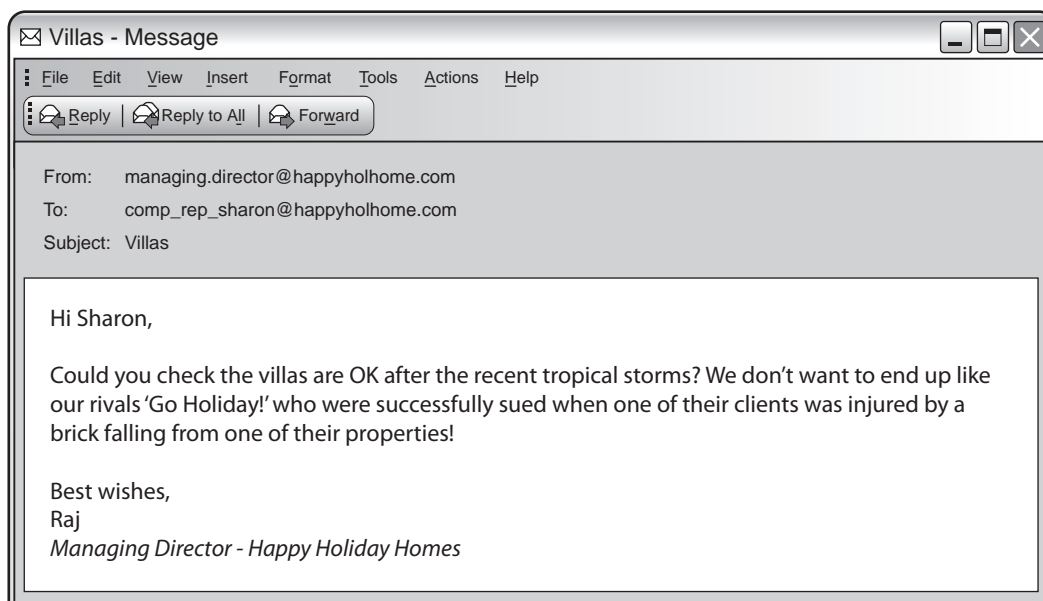 Villas - Message
File Edit View Insert Format Tools Actions Help
Reply Reply to All Forward
From: managing.director@happyholhome.com
To: comp_rep_sharon@happyholhome.com
Subject: Villas
Hi Sharon,
Could you check the villas are OK after the recent tropical storms? We don’t want to end up like
our rivals ‘Go Holiday!’ who were successfully sued when one of their clients was injured by a
brick falling from one of their properties!
Best wishes,
Raj
Managing Director - Happy Holiday Homes